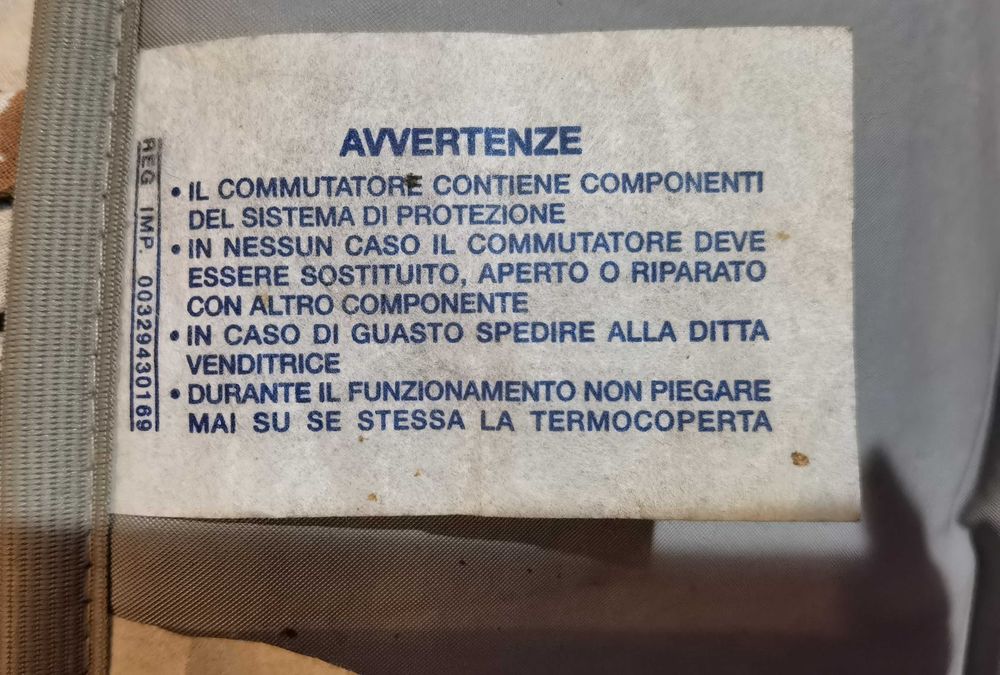 AVVERTENZE
• IL COMMUTATORE CONTIENE COMPONENTI
DEL SISTEMA DI PROTEZIONE
• IN NESSUN CASO IL COMMUTATORE DEVE
ESSERE SOSTITUITO, APERTO O RIPARATO
CON ALTRO COMPONENTE
• IN CASO DI GUASTO SPEDIRE ALLA DITTA
VENDITRICE
• DURANTE IL FUNZIONAMENTO NON PIEGARE
MAI SU SE STESSA LA TERMOCOPERTA
REG IMP. 00329430169